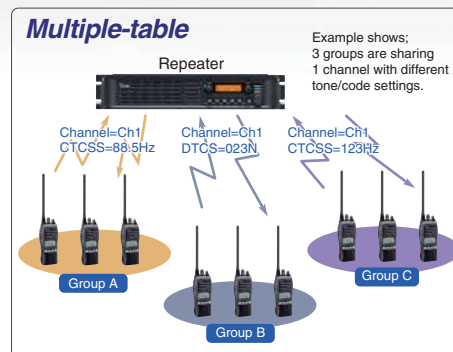 Multiple-table
Example shows;
3 groups are sharing
1 channel with different
tone/code settings.
Repeater
Channel=Ch1
CTCSS=88.5Hz
Channel=Ch1
DTCS=023N
Channel=Ch1
CTCSS=123Hz
Group A
Group B
Group C